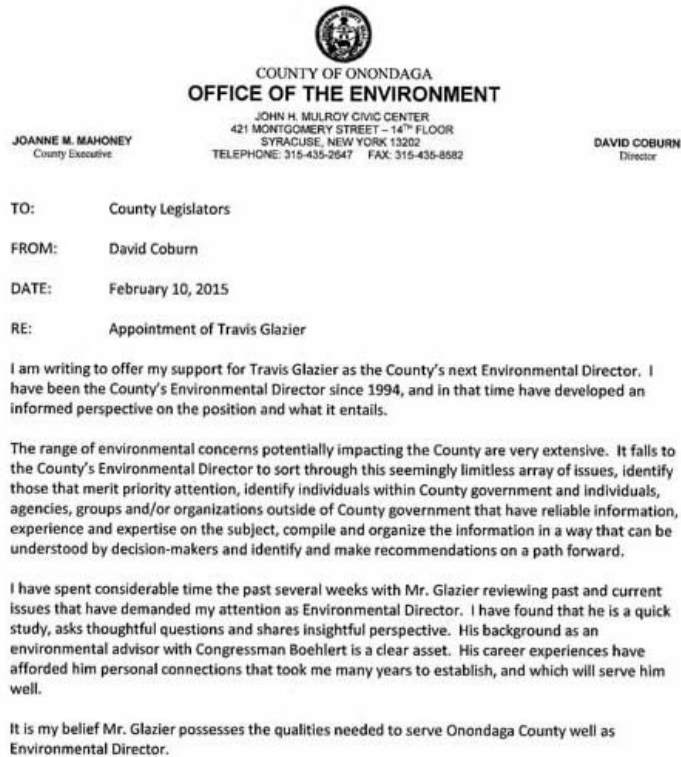 COUNTY OF ONONDAGA
OFFICE OF THE ENVIRONMENT
JOHN H. MULROY CIVIC CENTER
421 MONTGOMERY STREET – 14TH FLOOR
SYRACUSE, NEW YORK 13202
TELEPHONE: 315-435-2647 FAX: 315-435-8582
JOANNE M. MAHONEY
County Executive
DAVID COBURN
Director
TO: County Legislators
FROM: David Coburn
DATE: February 10, 2015
RE: Appointment of Travis Glazier
I am writing to offer my support for Travis Glazier as the County's next Environmental Director. I
have been the County's Environmental Director since 1994, and in that time have developed an
informed perspective on the position and what it entails.
The range of environmental concerns potentially impacting the County are very extensive. It falls to
the County's Environmental Director to sort through this seemingly limitless array of issues, identify
those that merit priority attention, identify individuals within County government and individuals,
agencies, groups and/or organizations outside of County government that have reliable information,
experience and expertise on the subject, compile and organize the information in a way that can be
understood by decision-makers and identify and make recommendations on a path forward.
I have spent considerable time the past several weeks with Mr. Glazier reviewing past and current
issues that have demanded my attention as Environmental Director. I have found that he is a quick
study, asks thoughtful questions and shares insightful perspective. His background as an
environmental advisor with Congressman Boehlert is a clear asset. His career experiences have
afforded him personal connections that took me many years to establish, and which will serve him
well.
It is my belief Mr. Glazier possesses the qualities needed to serve Onondaga County well as
Environmental Director.